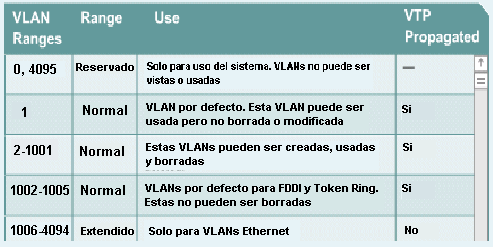 VLAN Ranges Range Use VTP Propagated
0, 4095 Reservado Solo para uso del sistema. VLANs no puede ser vistas o usadas —
1 Normal VLAN por defecto. Esta VLAN puede ser usada pero no borrada o modificada Si
2-1001 Normal Estas VLANs pueden ser creadas, usadas y borradas Si
1002-1005 Normal VLANs por defecto para FDDI y Token Ring. Estas no pueden ser borradas Si
1006-4094 Extendido Solo para VLANs Ethernet No